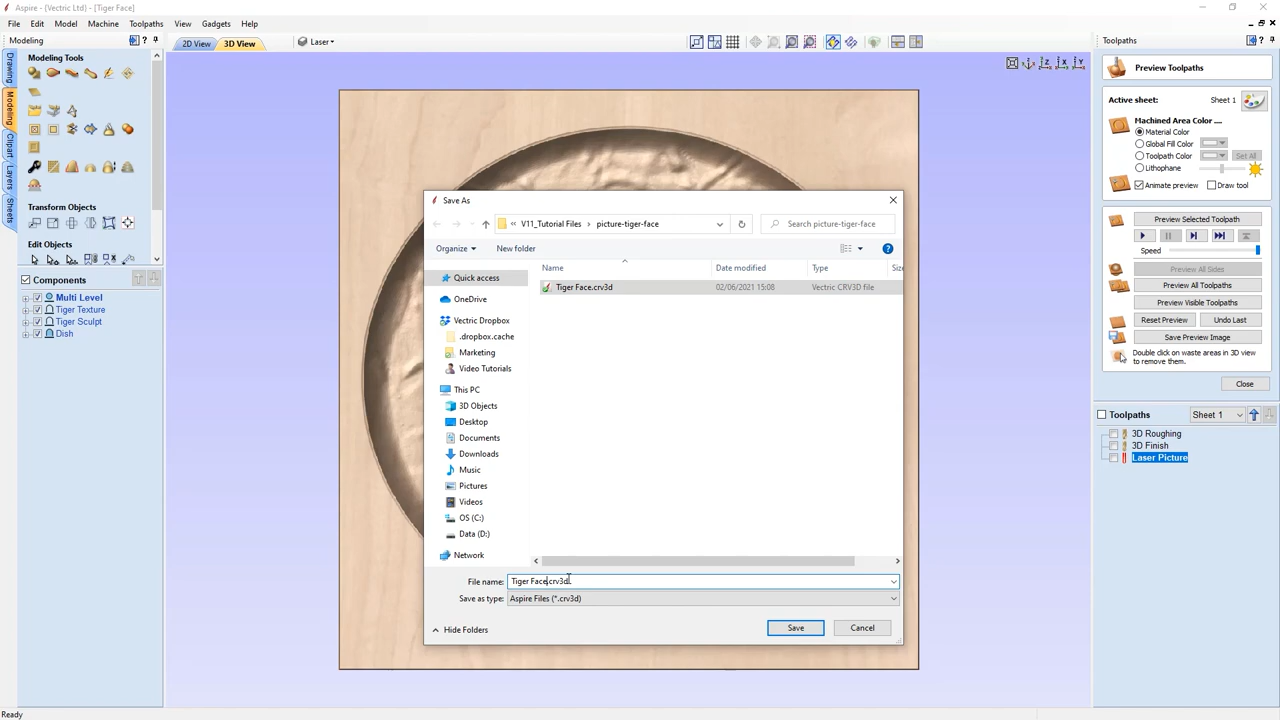 Aspire - [Vectric Ltd] - [Tiger Face]
File Edit Model Machine Toolpaths View Gadgets Help
Modeling
2D View 3D View Laser
Drawing
Modeling
Clipart
Layers
Sheets
Modeling Tools
Transform Objects
Edit Objects
Components
Multi Level
Tiger Texture
Tiger Sculpt
Dish
Save As
V11_Tutorial Files picture-tiger-face
Search picture-tiger-face
Organize New folder
Name Date modified Type Size
Tiger Face.crv3d 02/06/2021 15:08 Vectric CRV3D file
Quick access
OneDrive
Vectric Dropbox
.dropbox.cache
Marketing
Video Tutorials
This PC
3D Objects
Desktop
Documents
Downloads
Music
Pictures
Videos
OS (C:)
Data (D:)
Network
File name: Tiger Face.crv3d
Save as type: Aspire Files (*.crv3d)
Hide Folders
Save Cancel
Toolpaths
Preview Toolpaths
Active sheet: Sheet 1
Machined Area Color ....
Material Color
Global Fill Color
Toolpath Color Set All
Lithophane
Animate preview Draw tool
Preview Selected Toolpath
Speed
Preview All Sides
Preview All Toolpaths
Preview Visible Toolpaths
Reset Preview Undo Last
Save Preview Image
Double click on waste areas in 3D view
to remove them.
Close
Toolpaths Sheet 1
3D Roughing
3D Finish
Laser Picture
Ready